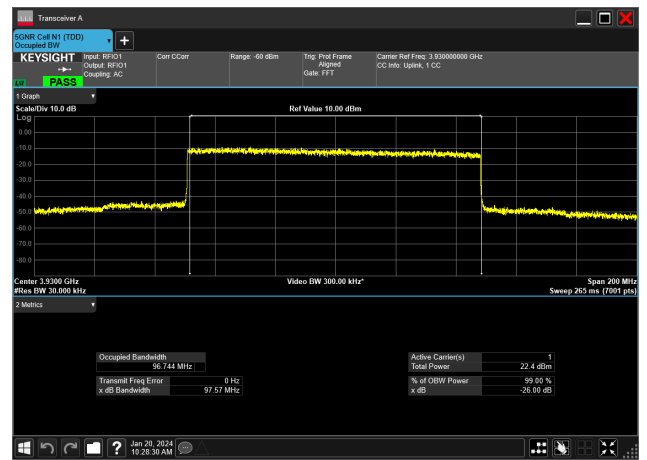 Transceiver A
5GNR Cell N1 (TDD)
Occupied BW
KEYSIGHT
LXI
PASS
Input: RFIO1
Output: RFIO1
Coupling: AC
Corr CCorr
Range: -60 dBm
Trig: Prot Frame
Aligned
Gate: FFT
Carrier Ref Freq: 3.930000000 GHz
CC Info: Uplink, 1 CC
1 Graph
Scale/Div 10.0 dB
Ref Value 10.00 dBm
Log
0.00
-10.0
-20.0
-30.0
-40.0
-50.0
-60.0
-70.0
-80.0
Center 3.9300 GHz
Video BW 300.00 kHz*
Span 200 MHz
#Res BW 30.000 kHz
Sweep 265 ms (7001 pts)
2 Metrics
Occupied Bandwidth
96.744 MHz
Transmit Freq Error 0 Hz
x dB Bandwidth 97.57 MHz
Active Carrier(s) 1
Total Power 22.4 dBm
% of OBW Power 99.00 %
x dB -26.00 dB
Jan 20, 2024
10:28:30 AM